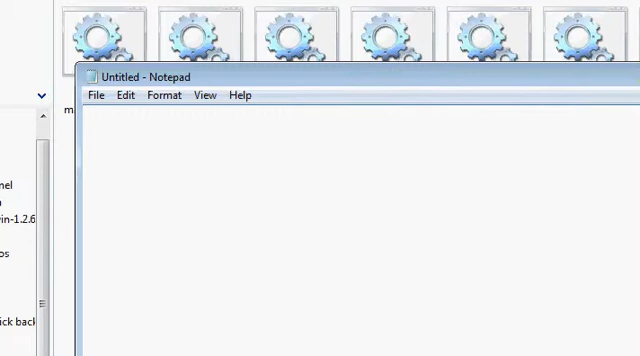 Untitled - Notepad
File Edit Format View Help
m
nel
vin-1.2.6
os
ick back